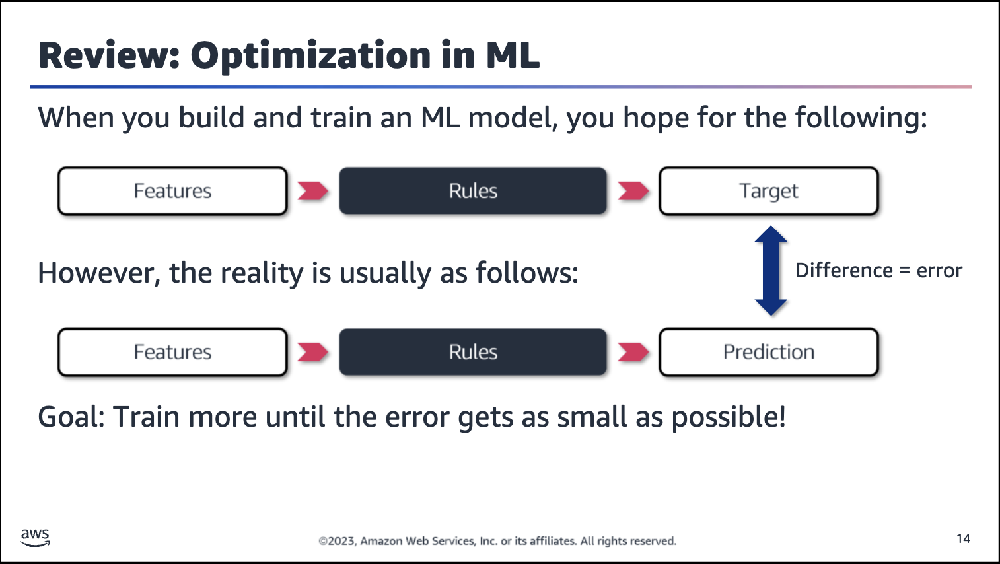 Review: Optimization in ML
When you build and train an ML model, you hope for the following:
Features
Rules
Target
However, the reality is usually as follows:
Difference = error
Features
Rules
Prediction
Goal: Train more until the error gets as small as possible!
aws
©2023, Amazon Web Services, Inc. or its affiliates. All rights reserved.
14